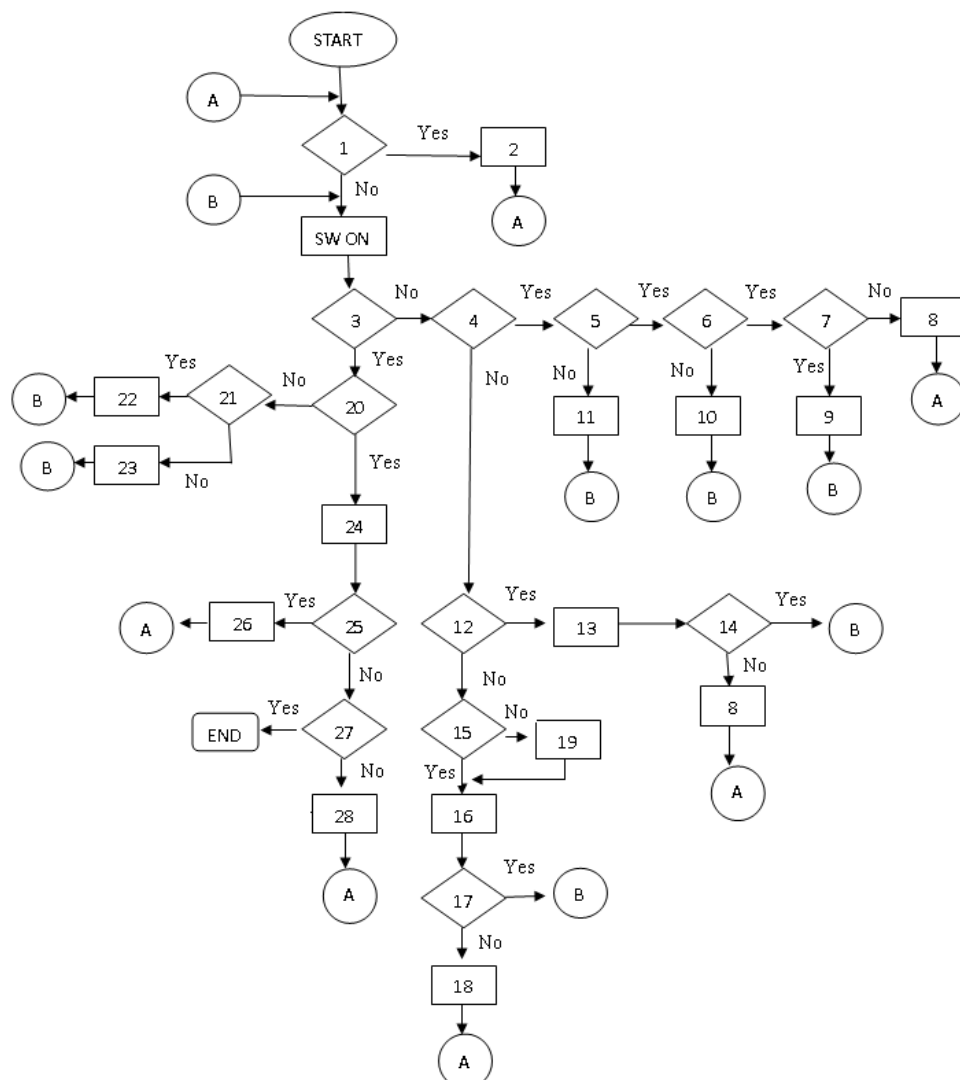 START
A
1
Yes
2
No
B
A
SW ON
3
No
4
Yes
5
Yes
6
Yes
7
No
8
Yes
No
No
No
Yes
A
B
22
Yes
21
No
20
11
10
9
B
23
No
Yes
B
B
B
24
A
26
Yes
25
12
Yes
13
14
Yes
B
No
No
No
8
END
Yes
27
15
No
19
No
Yes
A
28
16
A
17
Yes
B
No
18
A